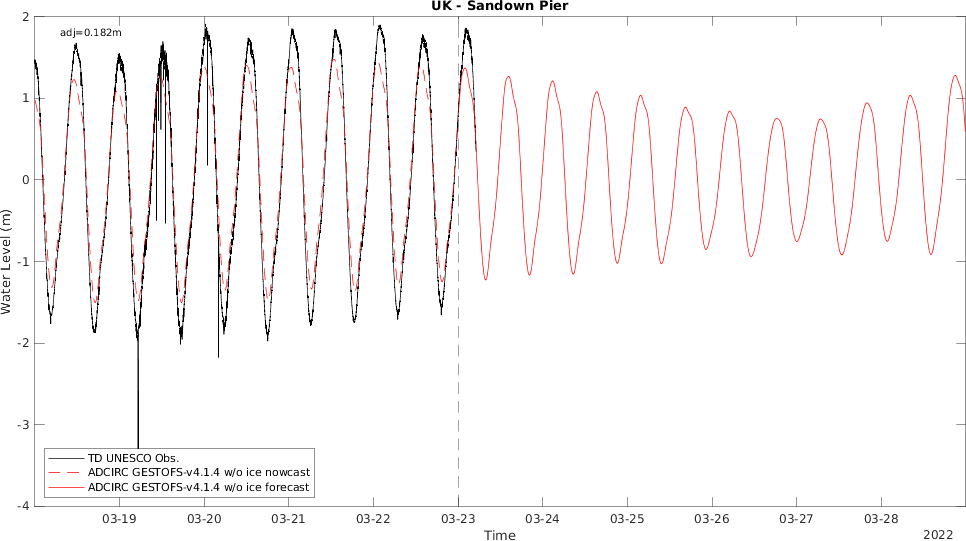 UK - Sandown Pier
adj=0.182m
Water Level (m)
2
1
0
-1
-2
-3
-4
TD UNESCO Obs.
ADCIRC GESTOFS-v4.1.4 w/o ice nowcast
ADCIRC GESTOFS-v4.1.4 w/o ice forecast
03-19 03-20 03-21 03-22 03-23 03-24 03-25 03-26 03-27 03-28
Time
2022